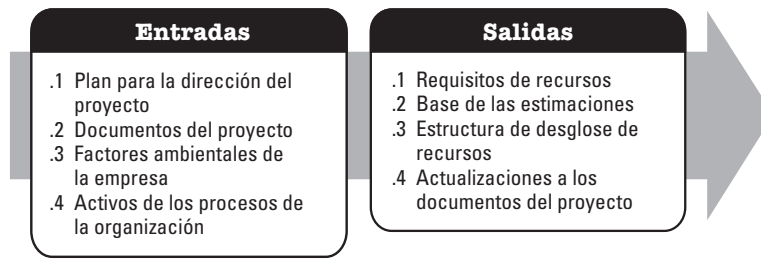 Entradas
.1 Plan para la dirección del
proyecto
.2 Documentos del proyecto
.3 Factores ambientales de
la empresa
.4 Activos de los procesos de
la organización
Salidas
.1 Requisitos de recursos
.2 Base de las estimaciones
.3 Estructura de desglose de
recursos
.4 Actualizaciones a los
documentos del proyecto